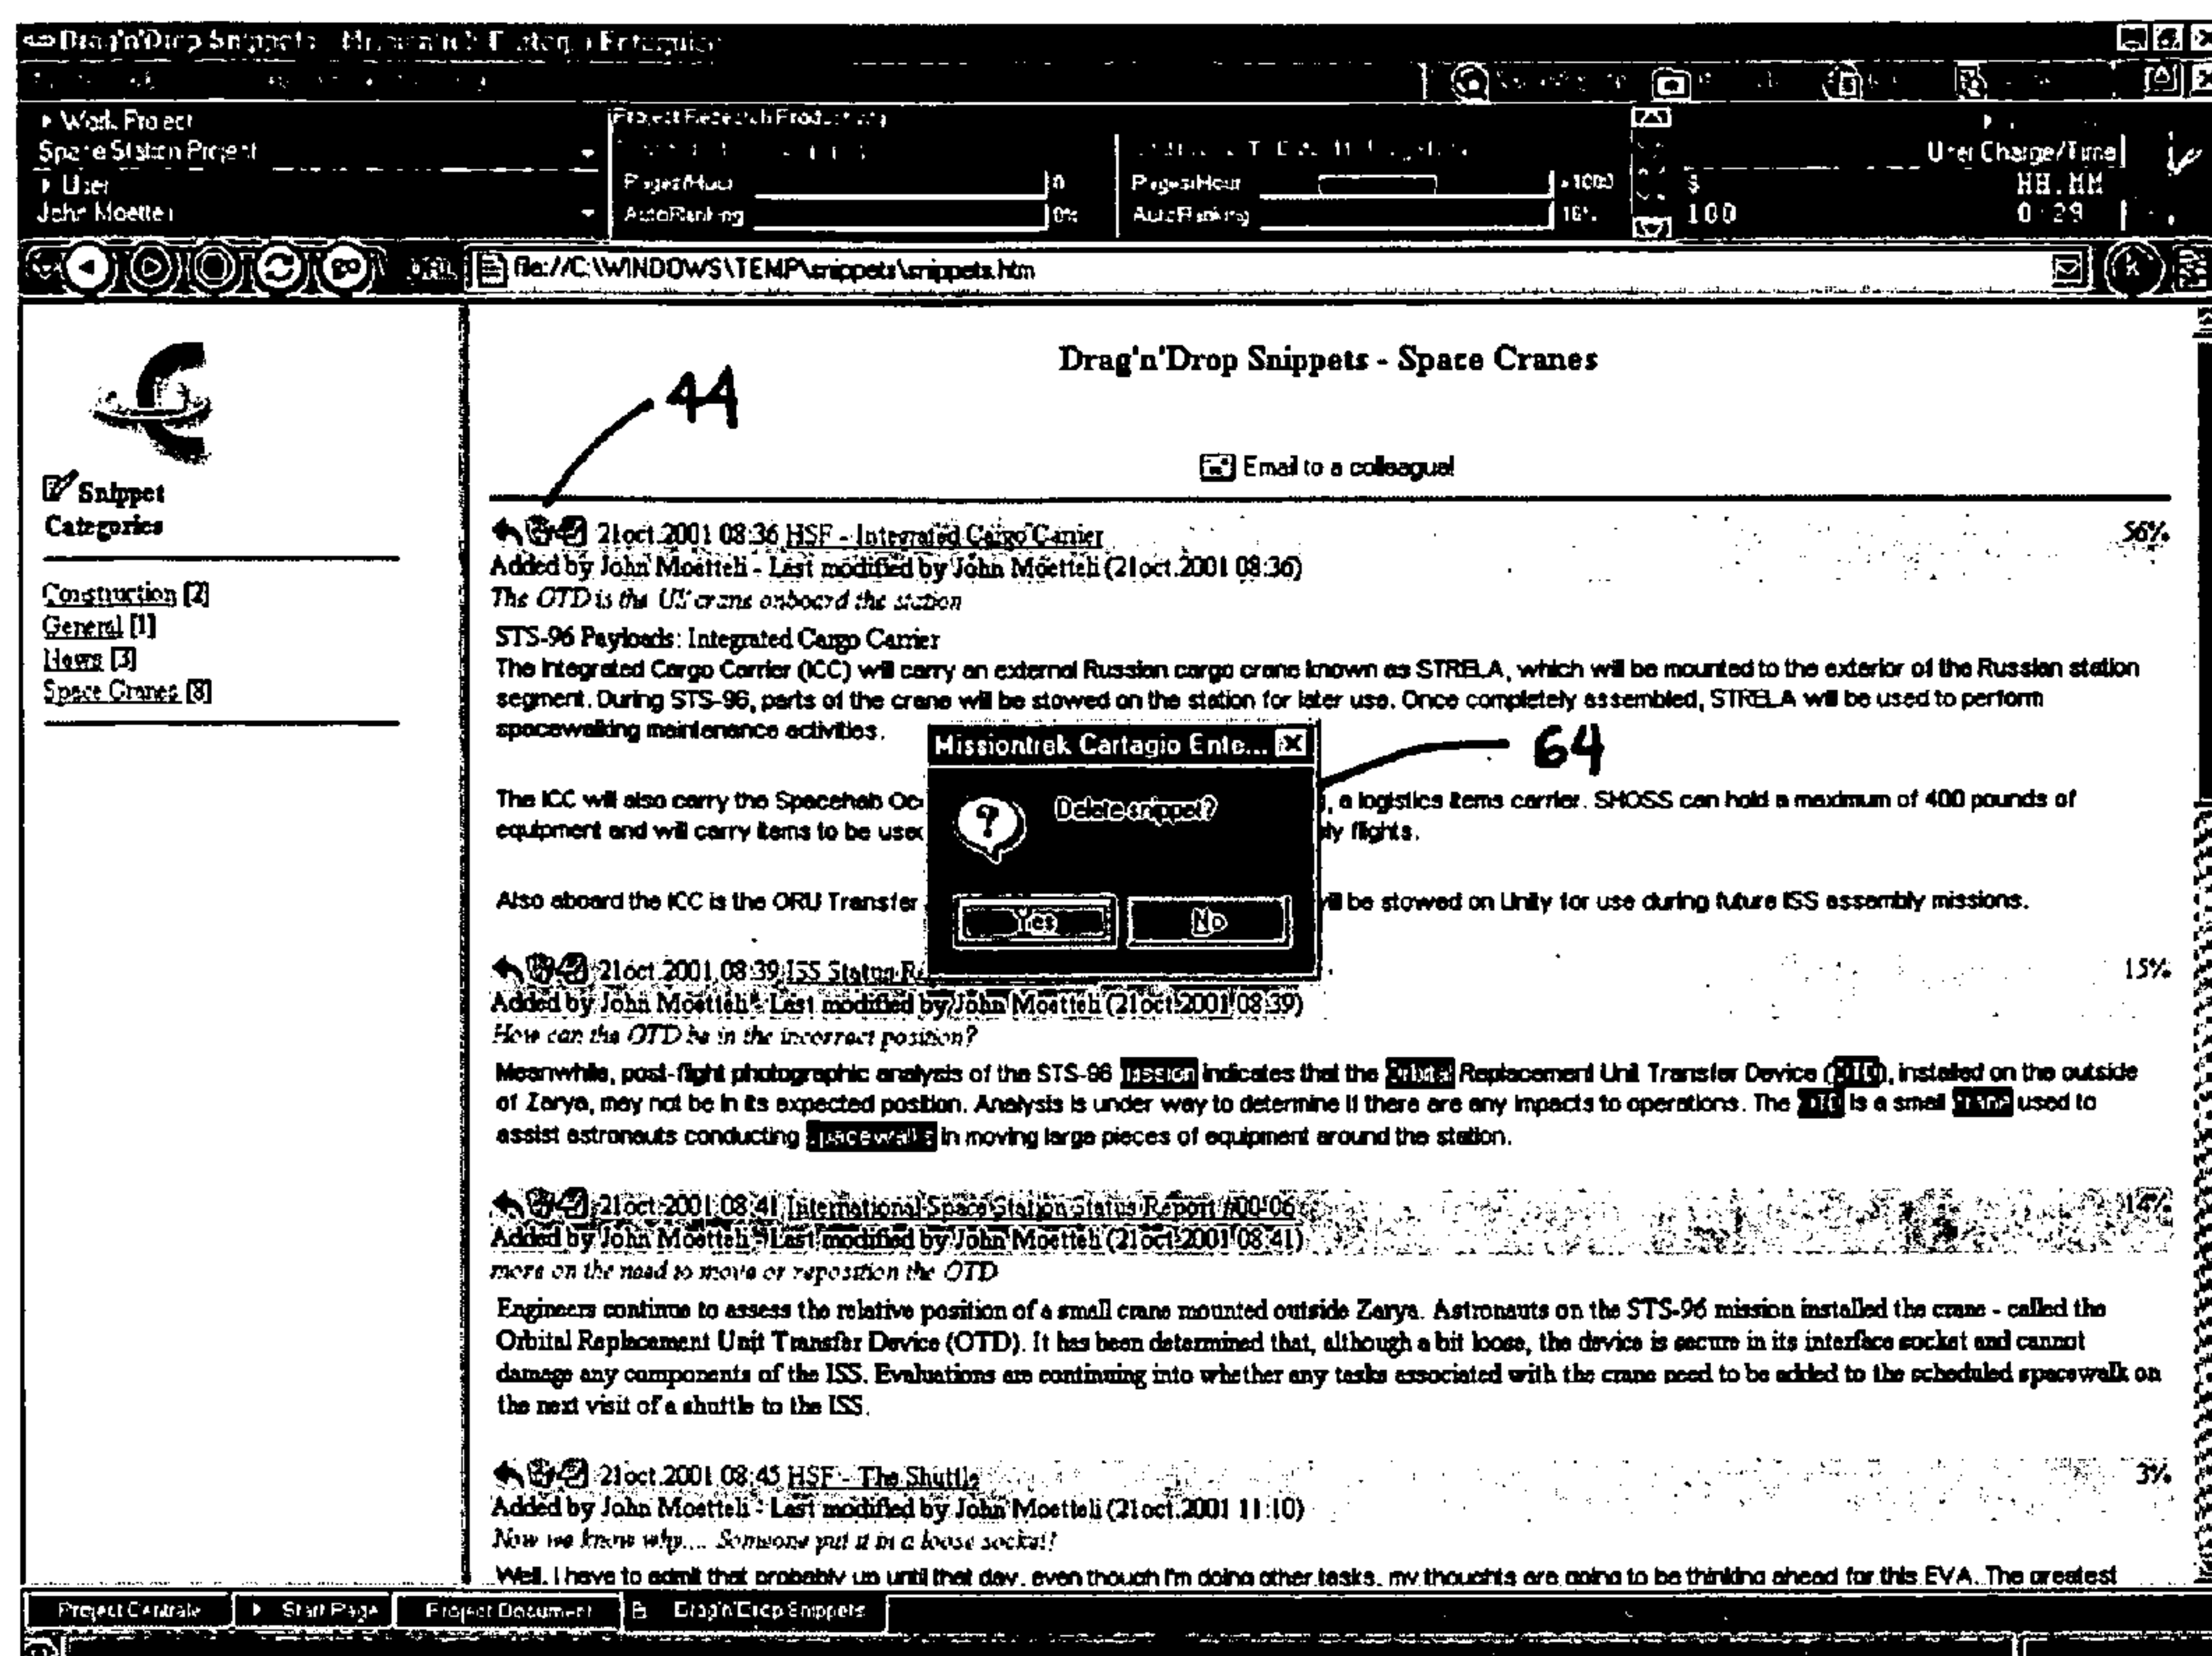 Drag'n'Drop Snippets - Enterprise
Work Project
Space Station Project
User
John Moetteli
Project Research Productivity
Pages/Hour 0
AutoRanking 0%
Pages/Hour >1000
AutoRanking 16%
User Charge/Time
$ HH.MM
100 0:29
go URL file://C:\WINDOWS\TEMP\snippets\snippets.htm
Snippet
Categories
Construction [2]
General [1]
News [3]
Space Cranes [8]
Drag'n'Drop Snippets - Space Cranes
44
Email to a colleague!
21oct.2001 08:36 HSF - Integrated Cargo Carrier 56%
Added by John Moetteli - Last modified by John Moetteli (21oct.2001 08:36)
The OTD is the US crane onboard the station
STS-96 Payloads: Integrated Cargo Carrier
The Integrated Cargo Carrier (ICC) will carry an external Russian cargo crane known as STRELA, which will be mounted to the exterior of the Russian station
segment. During STS-96, parts of the crane will be stowed on the station for later use. Once completely assembled, STRELA will be used to perform
spacewalking maintenance activities.
Missiontrek Cartagio Ente...
64
Delete snippet?
Yes No
The ICC will also carry the Spacehab Oc , a logistics items carrier. SHOSS can hold a maximum of 400 pounds of
equipment and will carry items to be used ly flights.
Also aboard the ICC is the ORU Transfer will be stowed on Unity for use during future ISS assembly missions.
21oct.2001 08:39 ISS Status Re 15%
Added by John Moetteli - Last modified by John Moetteli (21oct.2001 08:39)
How can the OTD be in the incorrect position?
Meanwhile, post-flight photographic analysis of the STS-96 mission indicates that the Orbital Replacement Unit Transfer Device (OTD), installed on the outside
of Zarya, may not be in its expected position. Analysis is under way to determine if there are any impacts to operations. The OTD is a small crane used to
assist astronauts conducting spacewalks in moving large pieces of equipment around the station.
21oct.2001 08:41 International Space Station Status Report #00-06 14%
Added by John Moetteli - Last modified by John Moetteli (21oct.2001 08:41)
more on the need to move or reposition the OTD
Engineers continue to assess the relative position of a small crane mounted outside Zarya. Astronauts on the STS-96 mission installed the crane - called the
Orbital Replacement Unit Transfer Device (OTD). It has been determined that, although a bit loose, the device is secure in its interface socket and cannot
damage any components of the ISS. Evaluations are continuing into whether any tasks associated with the crane need to be added to the scheduled spacewalk on
the next visit of a shuttle to the ISS.
21oct.2001 08:45 HSF - The Shuttle 3%
Added by John Moetteli - Last modified by John Moetteli (21oct.2001 11:10)
Now we know why.... Someone put it in a loose socket!
Well, I have to admit that probably up until that day, even though I'm doing other tasks, my thoughts are going to be thinking ahead for this EVA. The greatest
Project Centrale Start Page Project Document Drag'n'Drop Snippets